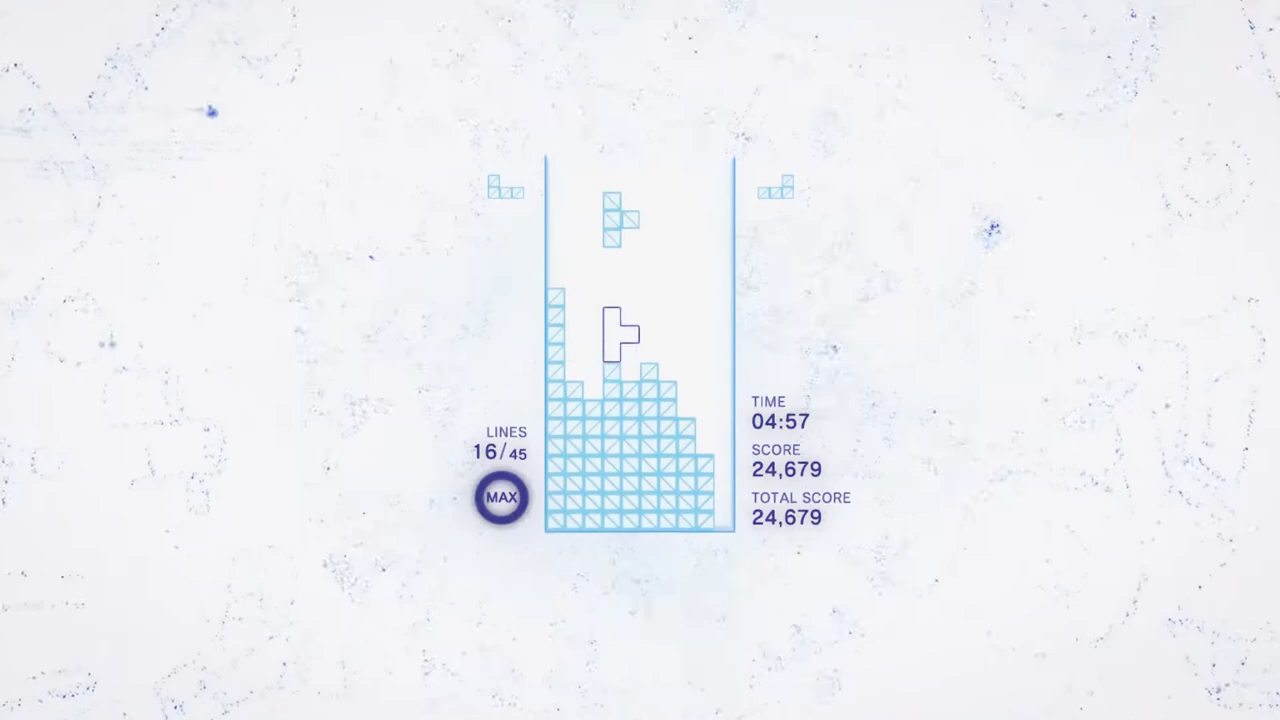 LINES
16/45
MAX
TIME
04:57
SCORE
24,679
TOTAL SCORE
24,679